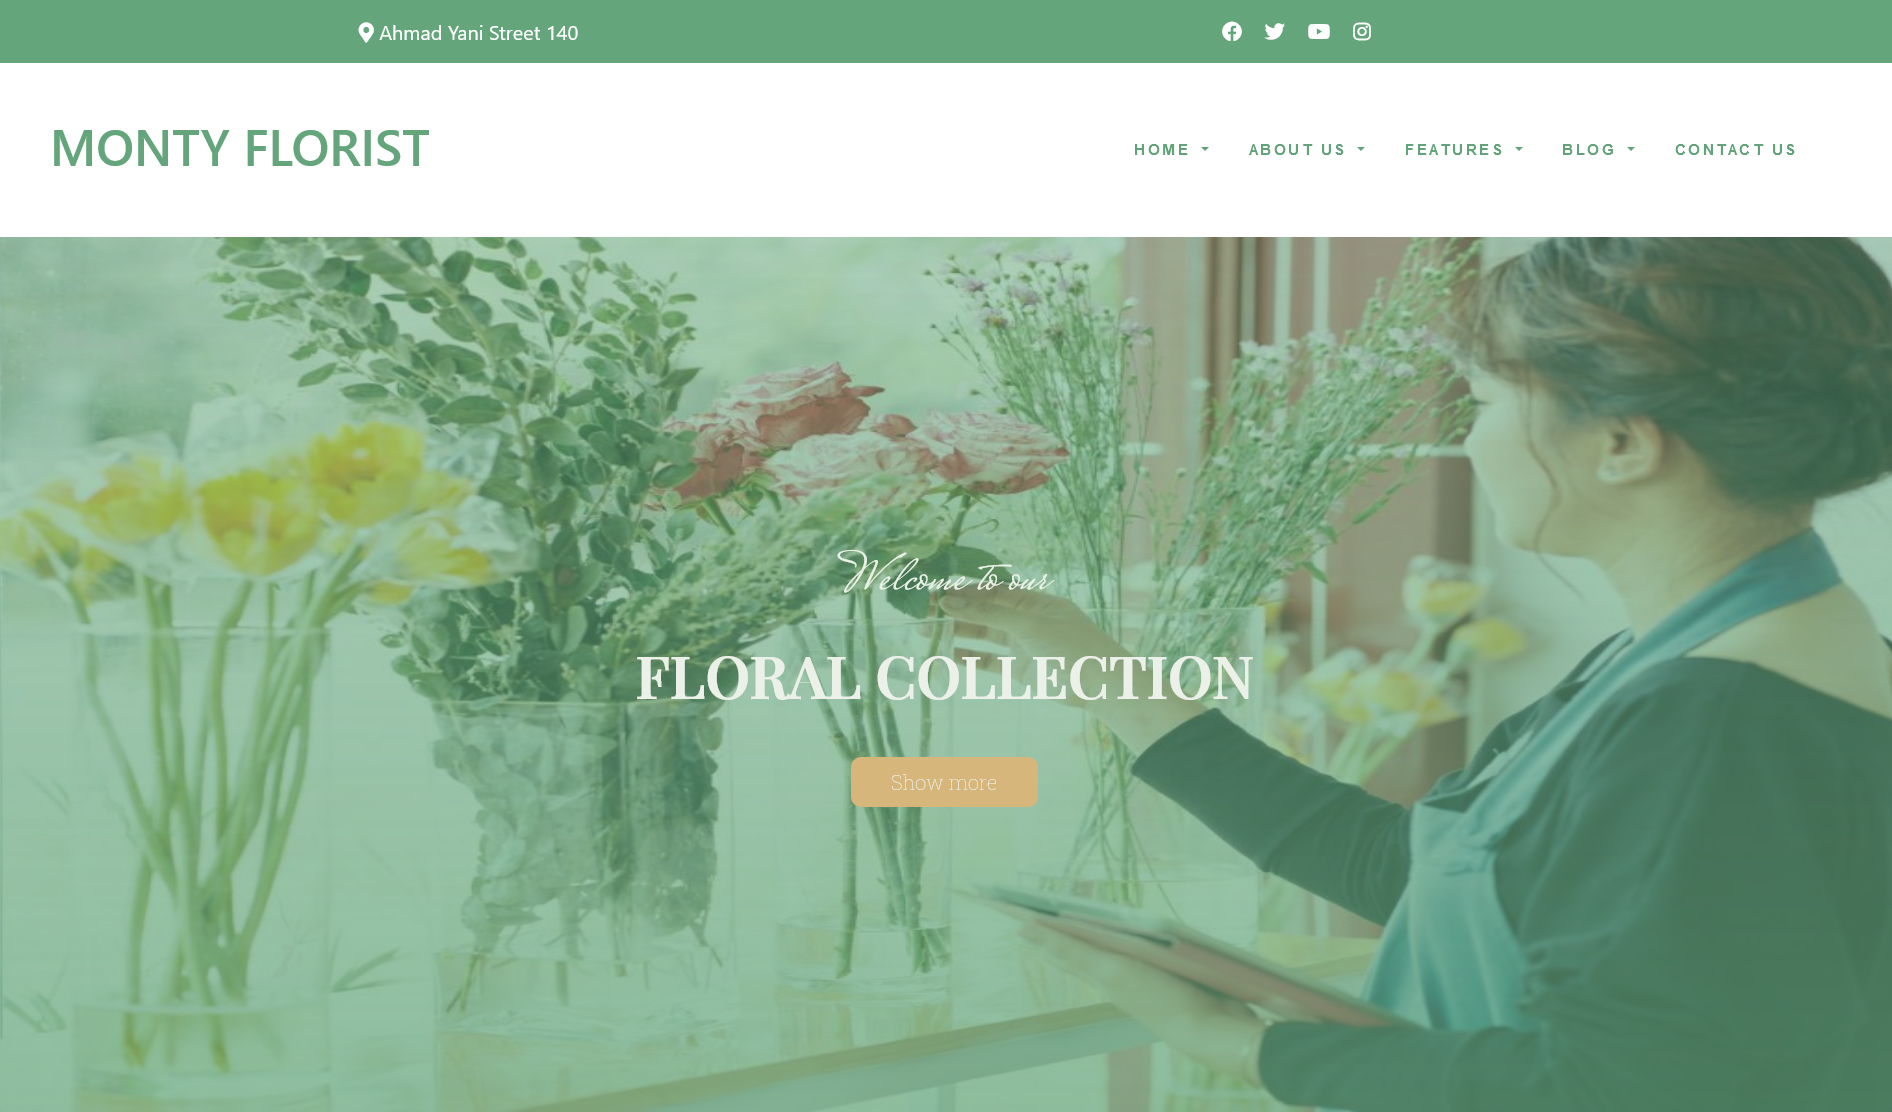 Ahmad Yani Street 140
MONTY FLORIST
HOME
ABOUT US
FEATURES
BLOG
CONTACT US
Welcome to our
FLORAL COLLECTION
Show more